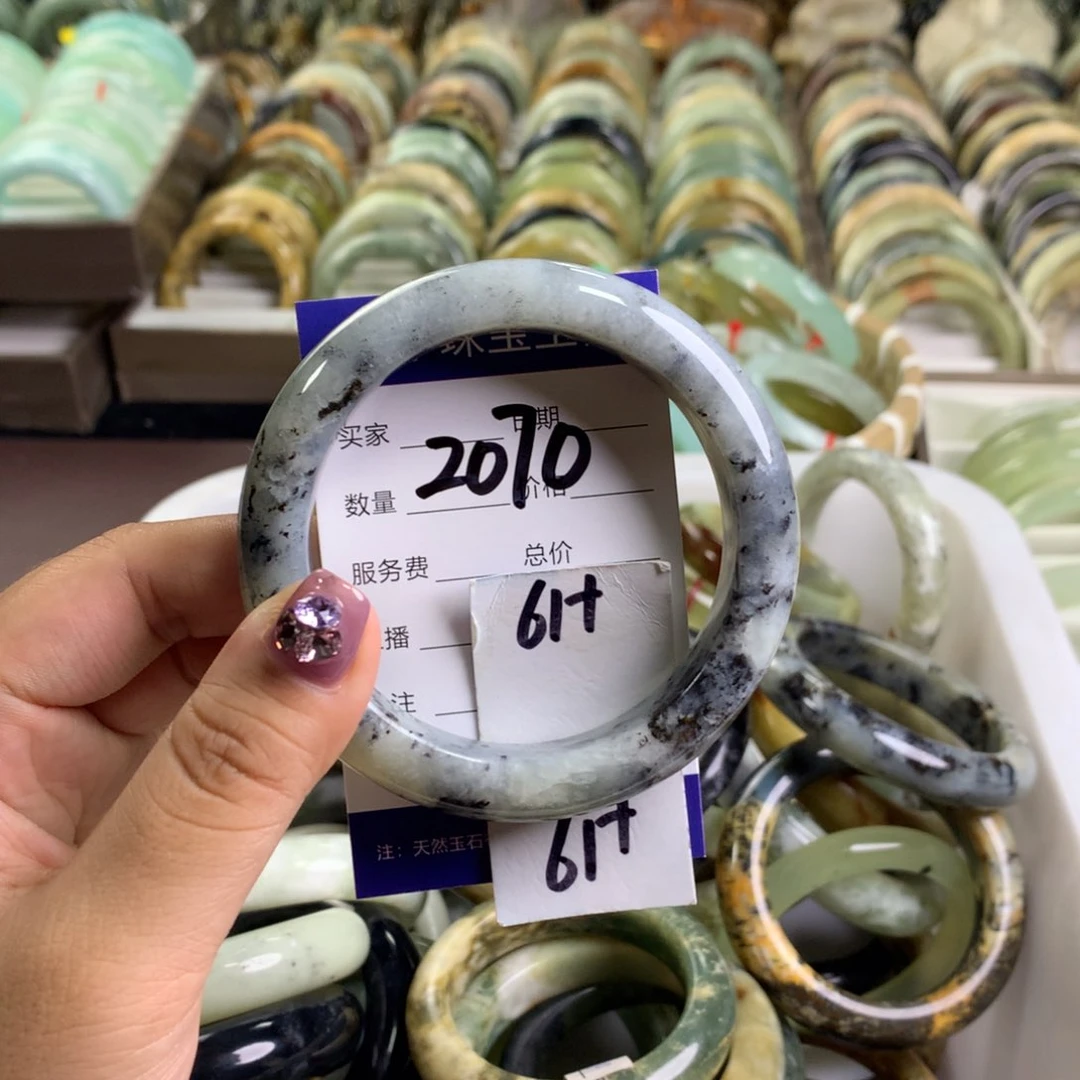 珠宝
买家 日期
2070
数量 价格
服务费 总价
61+
播
注
61+
注：天然玉石